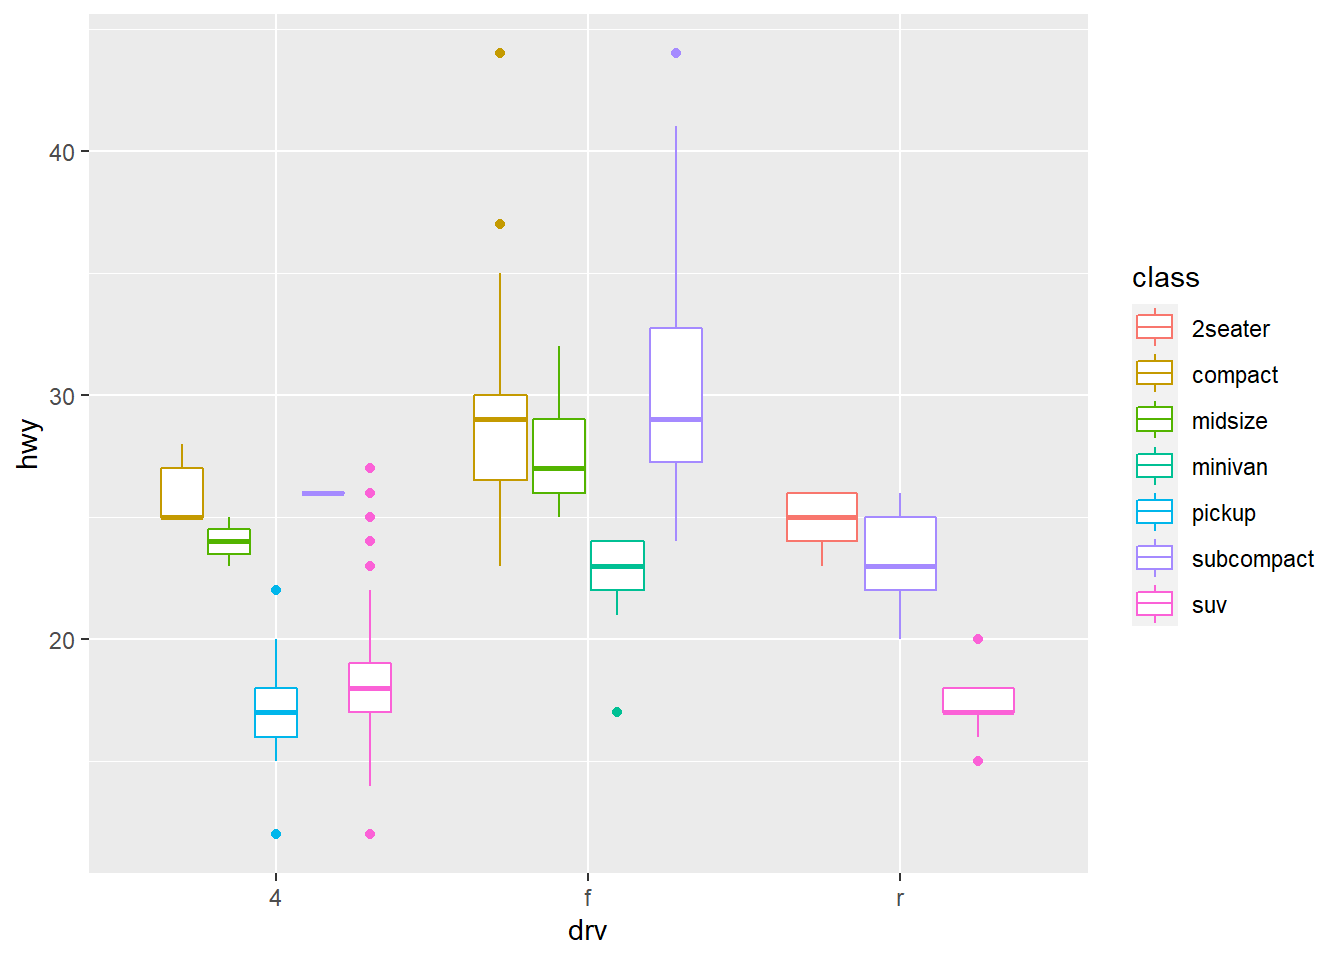 40
30
20
hwy
4
f
r
drv
class
2seater
compact
midsize
minivan
pickup
subcompact
suv